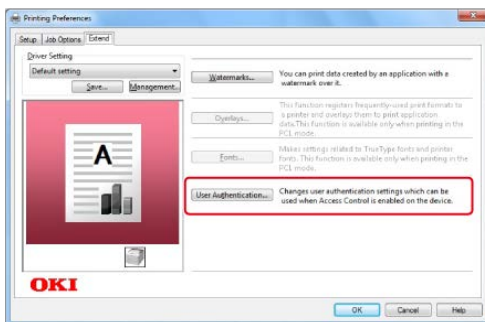 Printing Preferences
Setup Job Options Extend
Driver Setting
Default setting
Save... Management...
Watermarks...
You can print data created by an application with a
watermark over it.
Overlays...
This function registers frequently-used print formats to
a printer and overlays them to print application
data.This function is available only when printing in the
PCL mode.
Fonts...
Makes settings related to TrueType fonts and printer
fonts. This function is available only when printing in the
PCL mode.
User Authentication...
Changes user authentication settings which can be
used when Access Control is enabled on the device.
A
OKI
OK Cancel Help